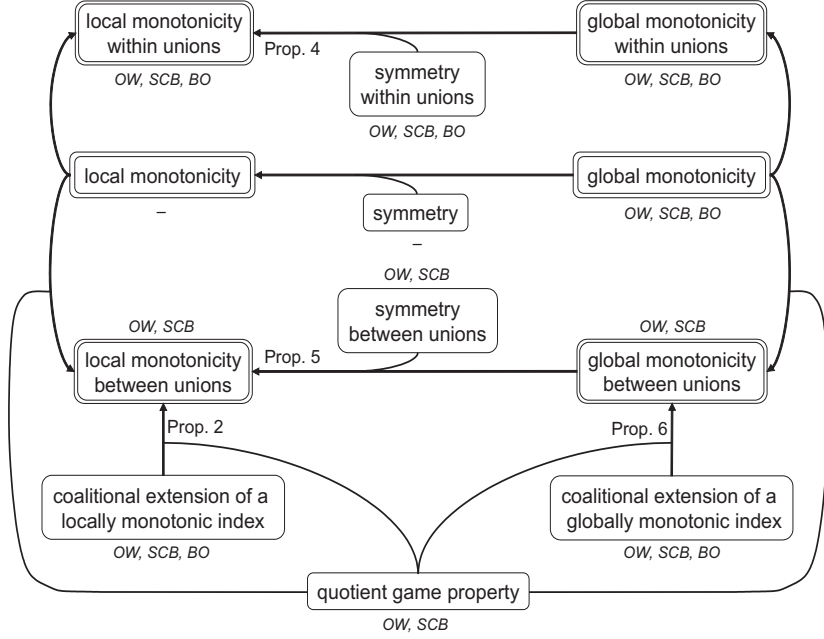 local monotonicity
within unions
OW, SCB, BO
Prop. 4
symmetry
within unions
OW, SCB, BO
global monotonicity
within unions
OW, SCB, BO
local monotonicity
–
symmetry
–
global monotonicity
OW, SCB, BO
OW, SCB
symmetry
between unions
OW, SCB
local monotonicity
between unions
Prop. 5
OW, SCB
global monotonicity
between unions
Prop. 2
Prop. 6
coalitional extension of a
locally monotonic index
OW, SCB, BO
coalitional extension of a
globally monotonic index
OW, SCB, BO
quotient game property
OW, SCB